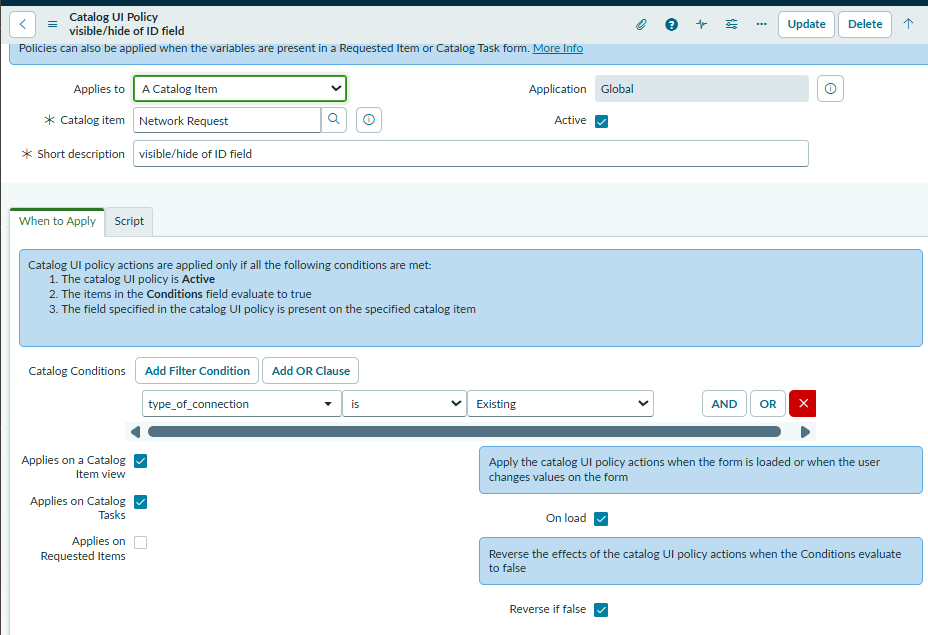 Catalog UI Policy
visible/hide of ID field
Update
Delete
Policies can also be applied when the variables are present in a Requested Item or Catalog Task form. More Info
Applies to
A Catalog Item
Application
Global
Catalog item
Network Request
Active
Short description
visible/hide of ID field
When to Apply
Script
Catalog UI policy actions are applied only if all the following conditions are met:
1. The catalog UI policy is Active
2. The items in the Conditions field evaluate to true
3. The field specified in the catalog UI policy is present on the specified catalog item
Catalog Conditions
Add Filter Condition
Add OR Clause
type_of_connection
is
Existing
AND
OR
Applies on a Catalog
Item view
Apply the catalog UI policy actions when the form is loaded or when the user
changes values on the form
Applies on Catalog
Tasks
On load
Applies on
Requested Items
Reverse the effects of the catalog UI policy actions when the Conditions evaluate
to false
Reverse if false